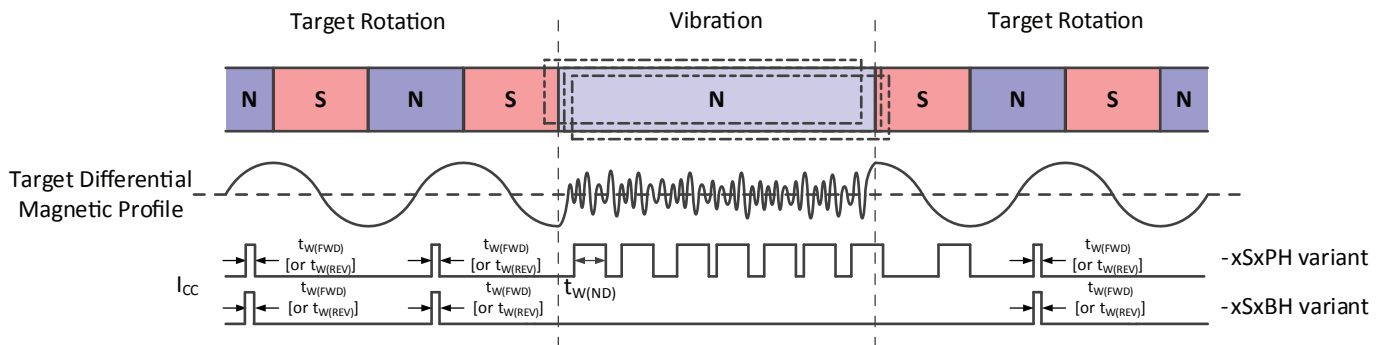 Target Rotation
Vibration
Target Rotation
N
S
N
S
N
S
N
S
N
Target Differential
Magnetic Profile
tW(FWD)
[or tW(REV)]
tW(FWD)
[or tW(REV)]
tW(ND)
tW(FWD)
[or tW(REV)]
-xSxPH variant
ICC
tW(FWD)
[or tW(REV)]
tW(FWD)
[or tW(REV)]
tW(FWD)
[or tW(REV)]
-xSxBH variant